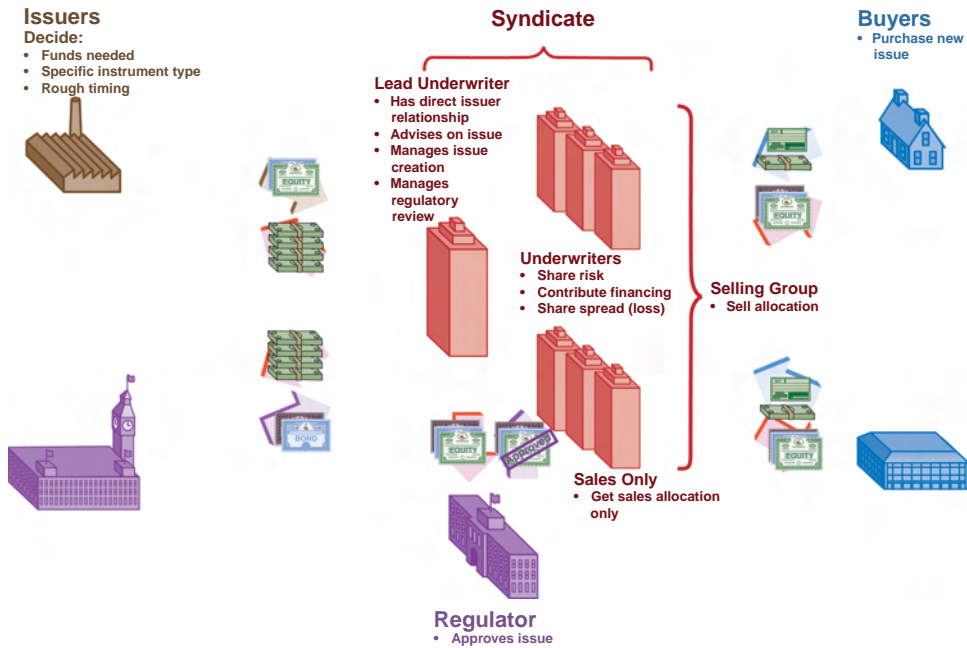 Issuers
Decide:
• Funds needed
• Specific instrument type
• Rough timing
Syndicate
Buyers
• Purchase new
issue
Lead Underwriter
• Has direct issuer
relationship
• Advises on issue
• Manages issue
creation
• Manages
regulatory
review
EQUITY
EQUITY
Underwriters
• Share risk
• Contribute financing
• Share spread (loss)
Selling Group
• Sell allocation
BOND
EQUITY
Approved
EQUITY
Sales Only
• Get sales allocation
only
Regulator
• Approves issue